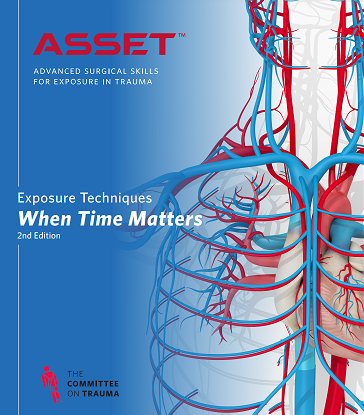 ASSET™
ADVANCED SURGICAL SKILLS
FOR EXPOSURE IN TRAUMA
Exposure Techniques
When Time Matters
2nd Edition
THE
COMMITTEE
ON TRAUMA